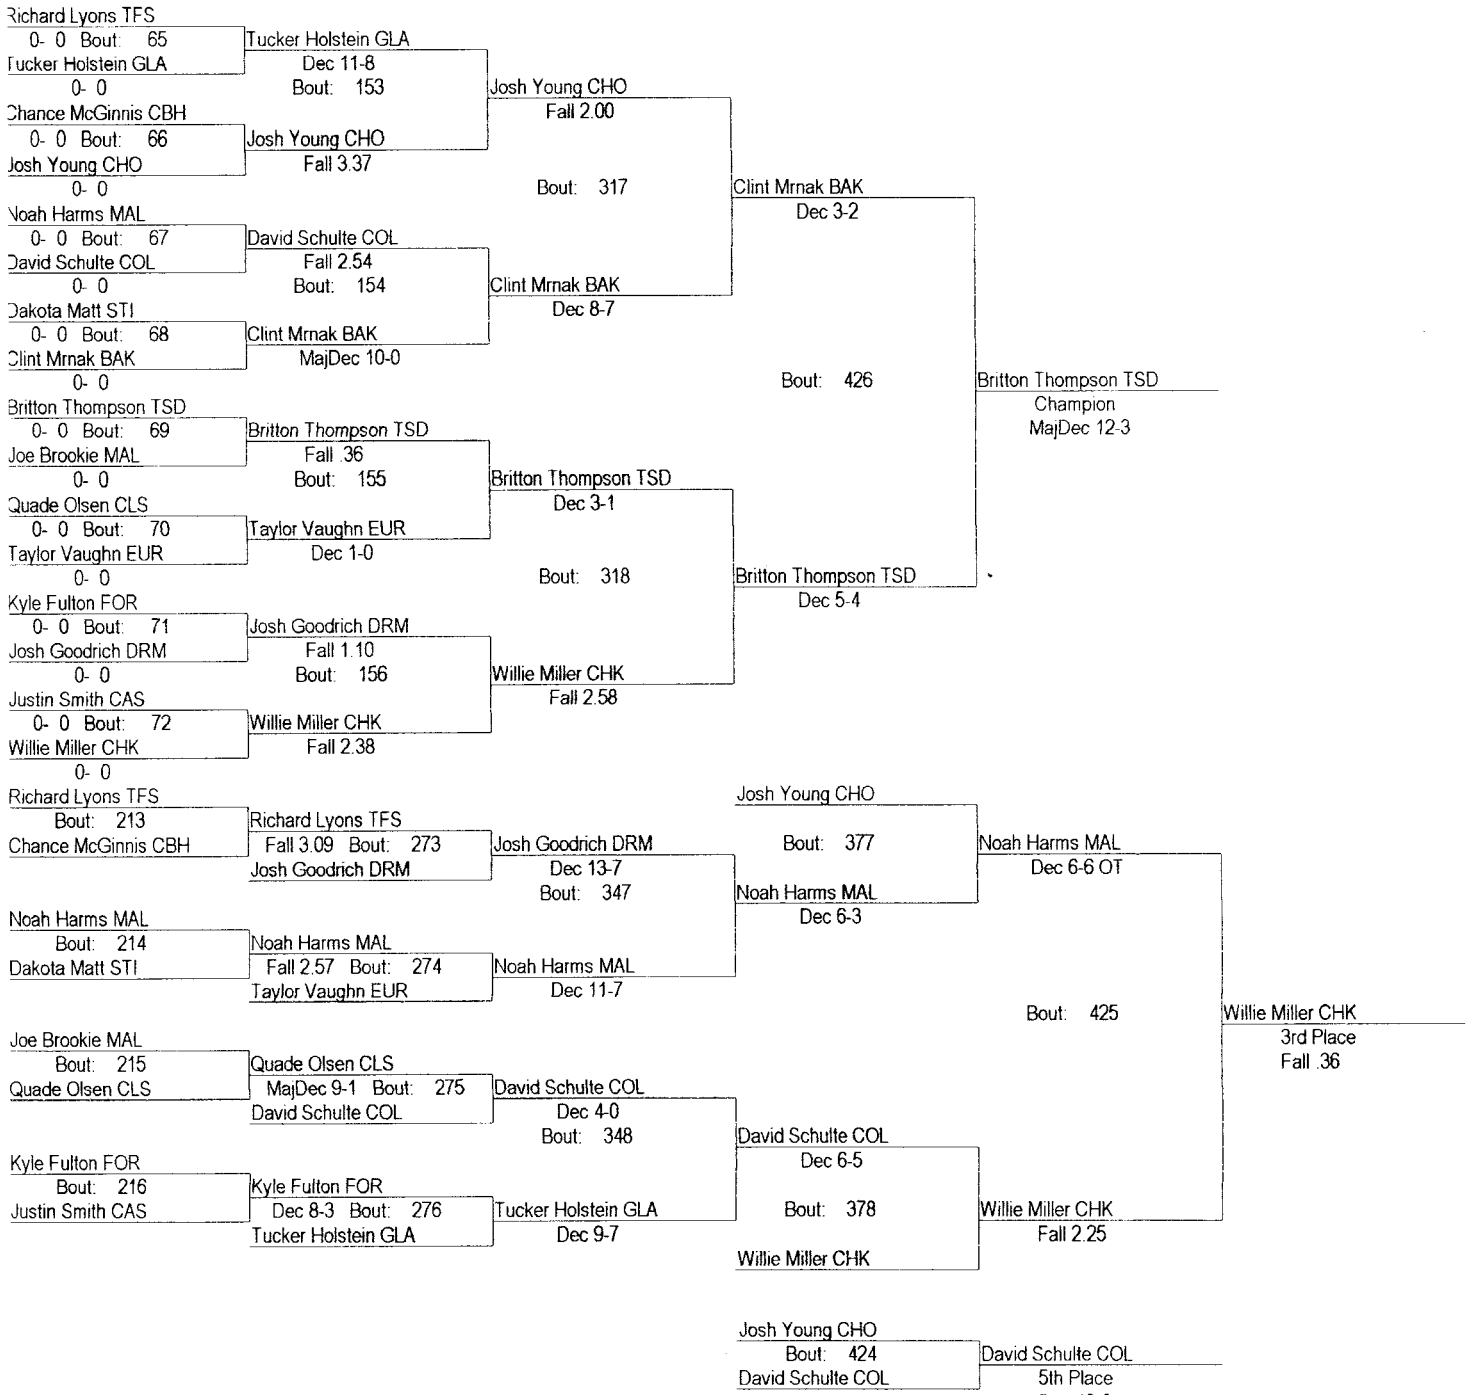 Richard Lyons TFS
0- 0 Bout: 65
Tucker Holstein GLA
0- 0
Chance McGinnis CBH
0- 0 Bout: 66
Josh Young CHO
0- 0
Noah Harms MAL
0- 0 Bout: 67
David Schulte COL
0- 0
Dakota Matt STI
0- 0 Bout: 68
Clint Mrnak BAK
0- 0
Britton Thompson TSD
0- 0 Bout: 69
Joe Brookie MAL
0- 0
Quade Olsen CLS
0- 0 Bout: 70
Taylor Vaughn EUR
0- 0
Kyle Fulton FOR
0- 0 Bout: 71
Josh Goodrich DRM
0- 0
Justin Smith CAS
0- 0 Bout: 72
Willie Miller CHK
0- 0
Tucker Holstein GLA
Dec 11-8
Bout: 153
Josh Young CHO
Fall 3.37
David Schulte COL
Fall 2.54
Bout: 154
Clint Mrnak BAK
MajDec 10-0
Britton Thompson TSD
Fall .36
Bout: 155
Taylor Vaughn EUR
Dec 1-0
Josh Goodrich DRM
Fall 1.10
Bout: 156
Willie Miller CHK
Fall 2.38
Josh Young CHO
Fall 2.00
Bout: 317
Clint Mrnak BAK
Dec 8-7
Britton Thompson TSD
Dec 3-1
Bout: 318
Willie Miller CHK
Fall 2.58
Clint Mrnak BAK
Dec 3-2
Bout: 426
Britton Thompson TSD
Dec 5-4
Britton Thompson TSD
Champion
MajDec 12-3
Richard Lyons TFS
Bout: 213
Chance McGinnis CBH
Noah Harms MAL
Bout: 214
Dakota Matt STI
Joe Brookie MAL
Bout: 215
Quade Olsen CLS
Kyle Fulton FOR
Bout: 216
Justin Smith CAS
Richard Lyons TFS
Fall 3.09 Bout: 273
Josh Goodrich DRM
Noah Harms MAL
Fall 2.57 Bout: 274
Taylor Vaughn EUR
Quade Olsen CLS
MajDec 9-1 Bout: 275
David Schulte COL
Kyle Fulton FOR
Dec 8-3 Bout: 276
Tucker Holstein GLA
Josh Goodrich DRM
Dec 13-7
Bout: 347
Noah Harms MAL
Dec 11-7
David Schulte COL
Dec 4-0
Bout: 348
Tucker Holstein GLA
Dec 9-7
Josh Young CHO
Bout: 377
Noah Harms MAL
Dec 6-3
David Schulte COL
Dec 6-5
Bout: 378
Willie Miller CHK
Noah Harms MAL
Dec 6-6 OT
Bout: 425
Willie Miller CHK
Fall 2.25
Willie Miller CHK
3rd Place
Fall .36
Josh Young CHO
Bout: 424
David Schulte COL
David Schulte COL
5th Place